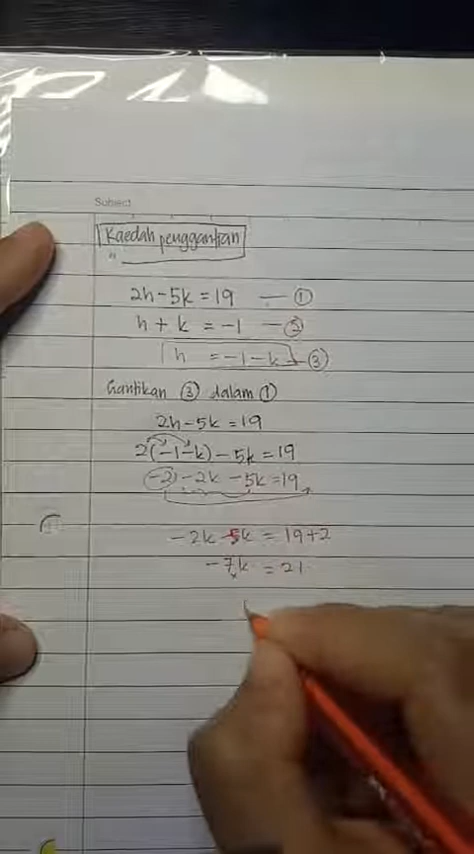 Subject
Kaedah penggantian
2h - 5k = 19 — ①
h + k = -1 — ②
h = -1 - k — ③
Gantikan ③ dalam ①
2h - 5k = 19
2(-1 - k) - 5k = 19
-2 - 2k - 5k = 19
-2k - 5k = 19 + 2
-7k = 21